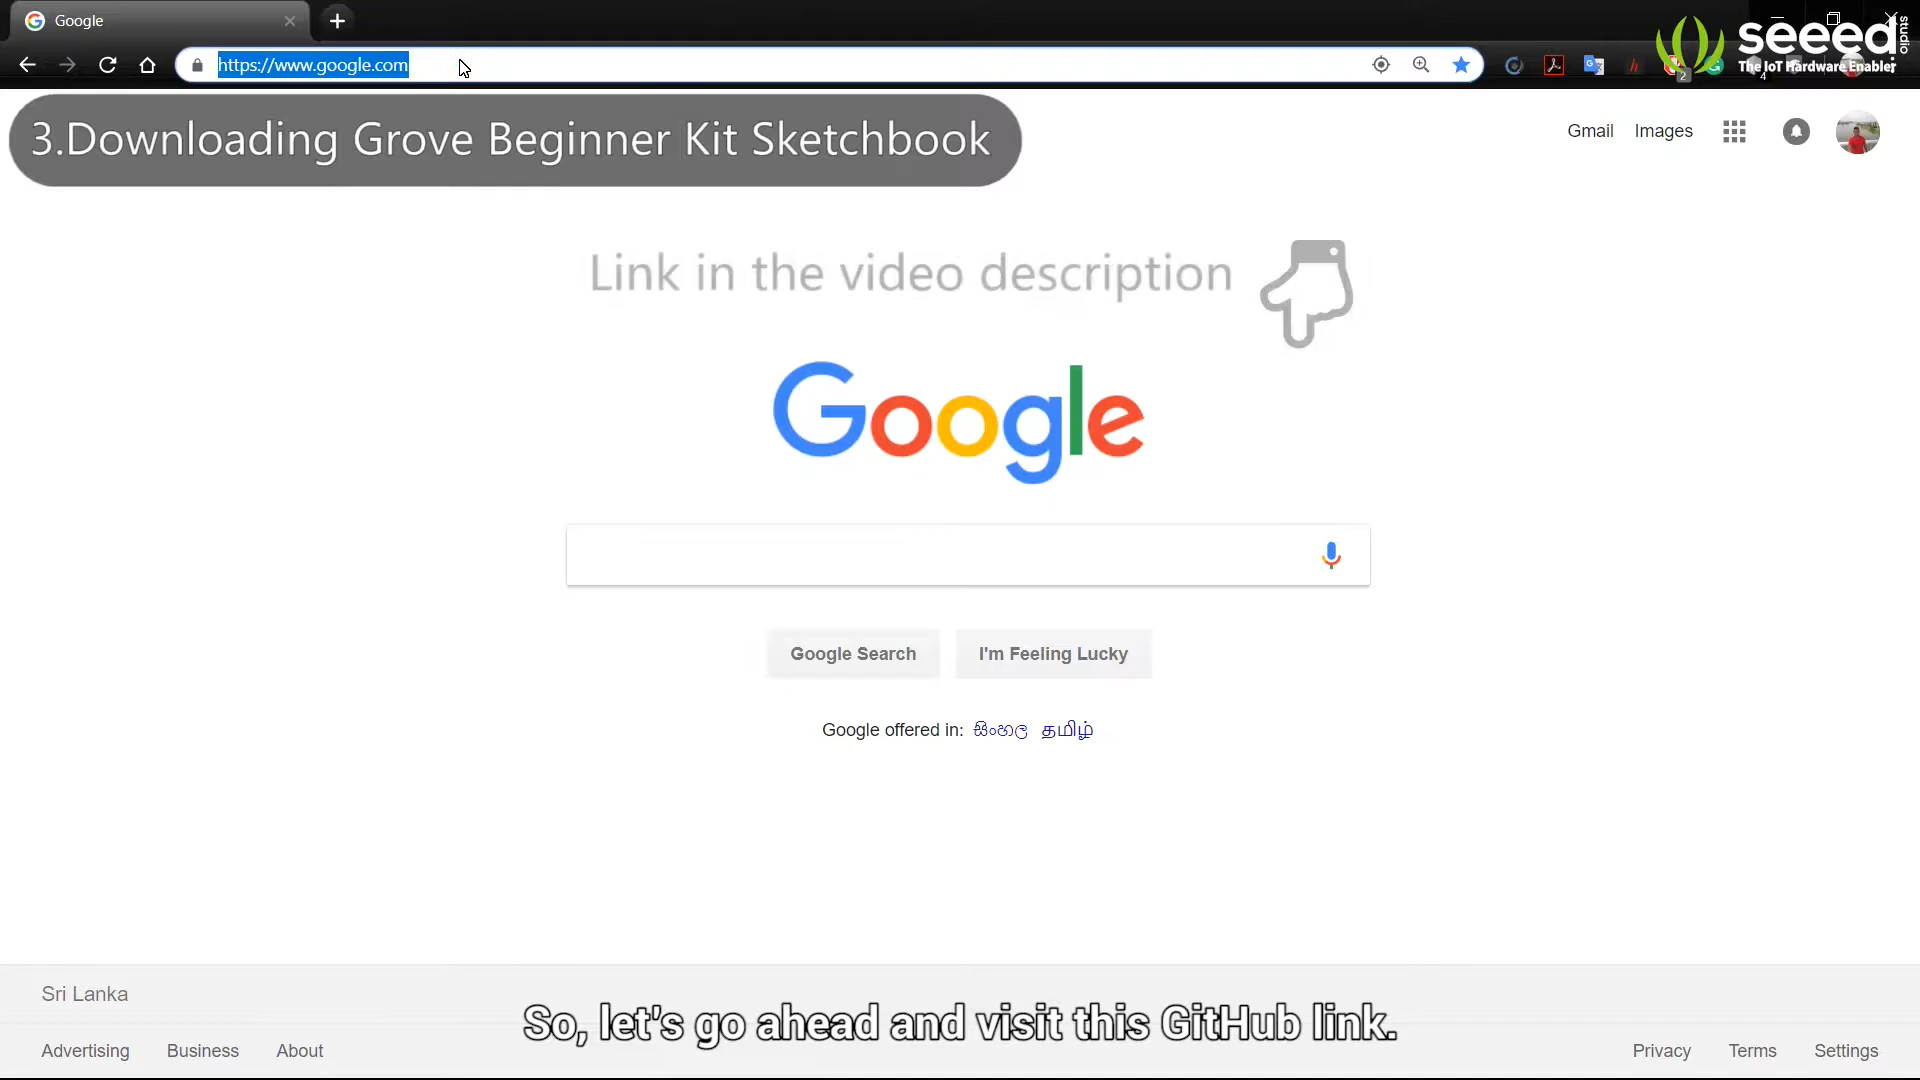 Google
seeed
studio
The IoT Hardware Enabler
https://www.google.com
2
4
3.Downloading Grove Beginner Kit Sketchbook
Gmail Images
Link in the video description
Google
Google Search I'm Feeling Lucky
Google offered in: සිංහල தமிழ்
Sri Lanka
So, let's go ahead and visit this GitHub link.
Advertising Business About
Privacy Terms Settings